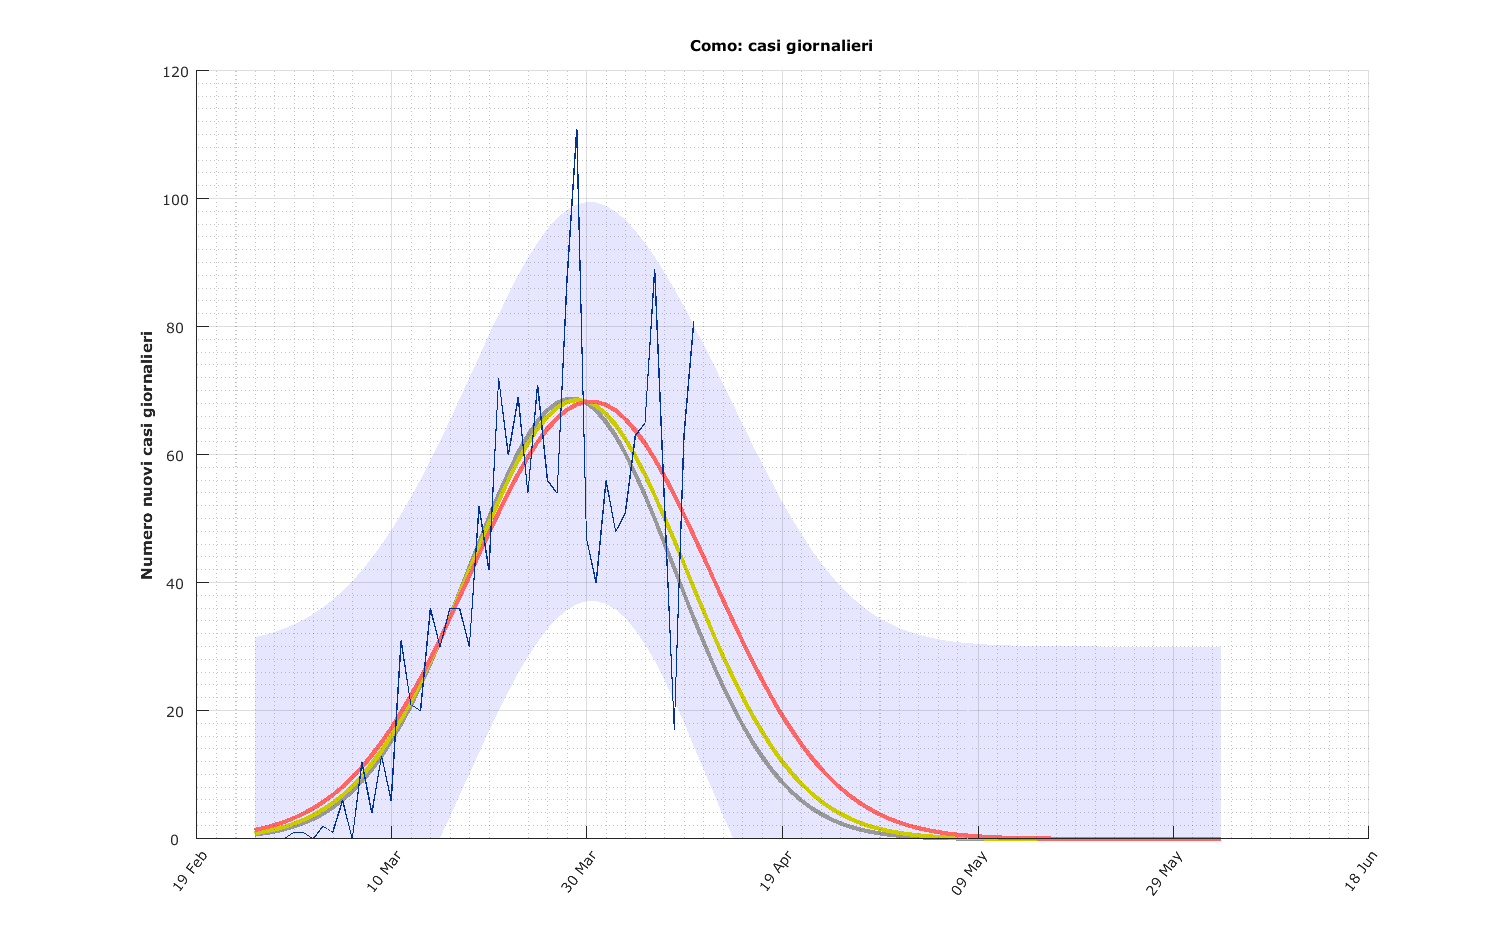 Como: casi giornalieri
Numero nuovi casi giornalieri
120
100
80
60
40
20
0
19 Feb
10 Mar
30 Mar
19 Apr
09 May
29 May
18 Jun